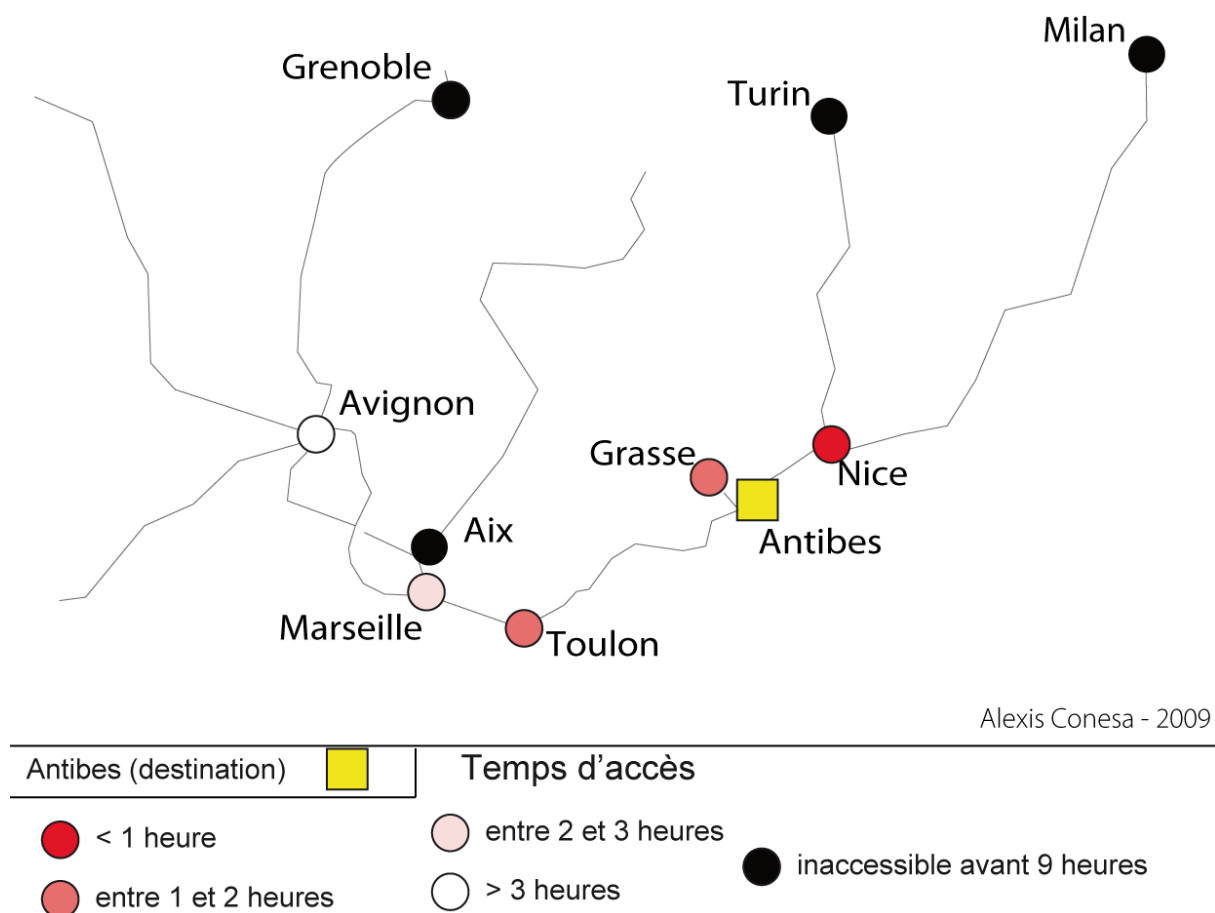 Milan
Grenoble
Turin
Avignon
Grasse
Nice
Aix
Antibes
Marseille
Toulon
Alexis Conesa - 2009
Antibes (destination)
Temps d'accès
< 1 heure
entre 2 et 3 heures
inaccessible avant 9 heures
entre 1 et 2 heures
> 3 heures